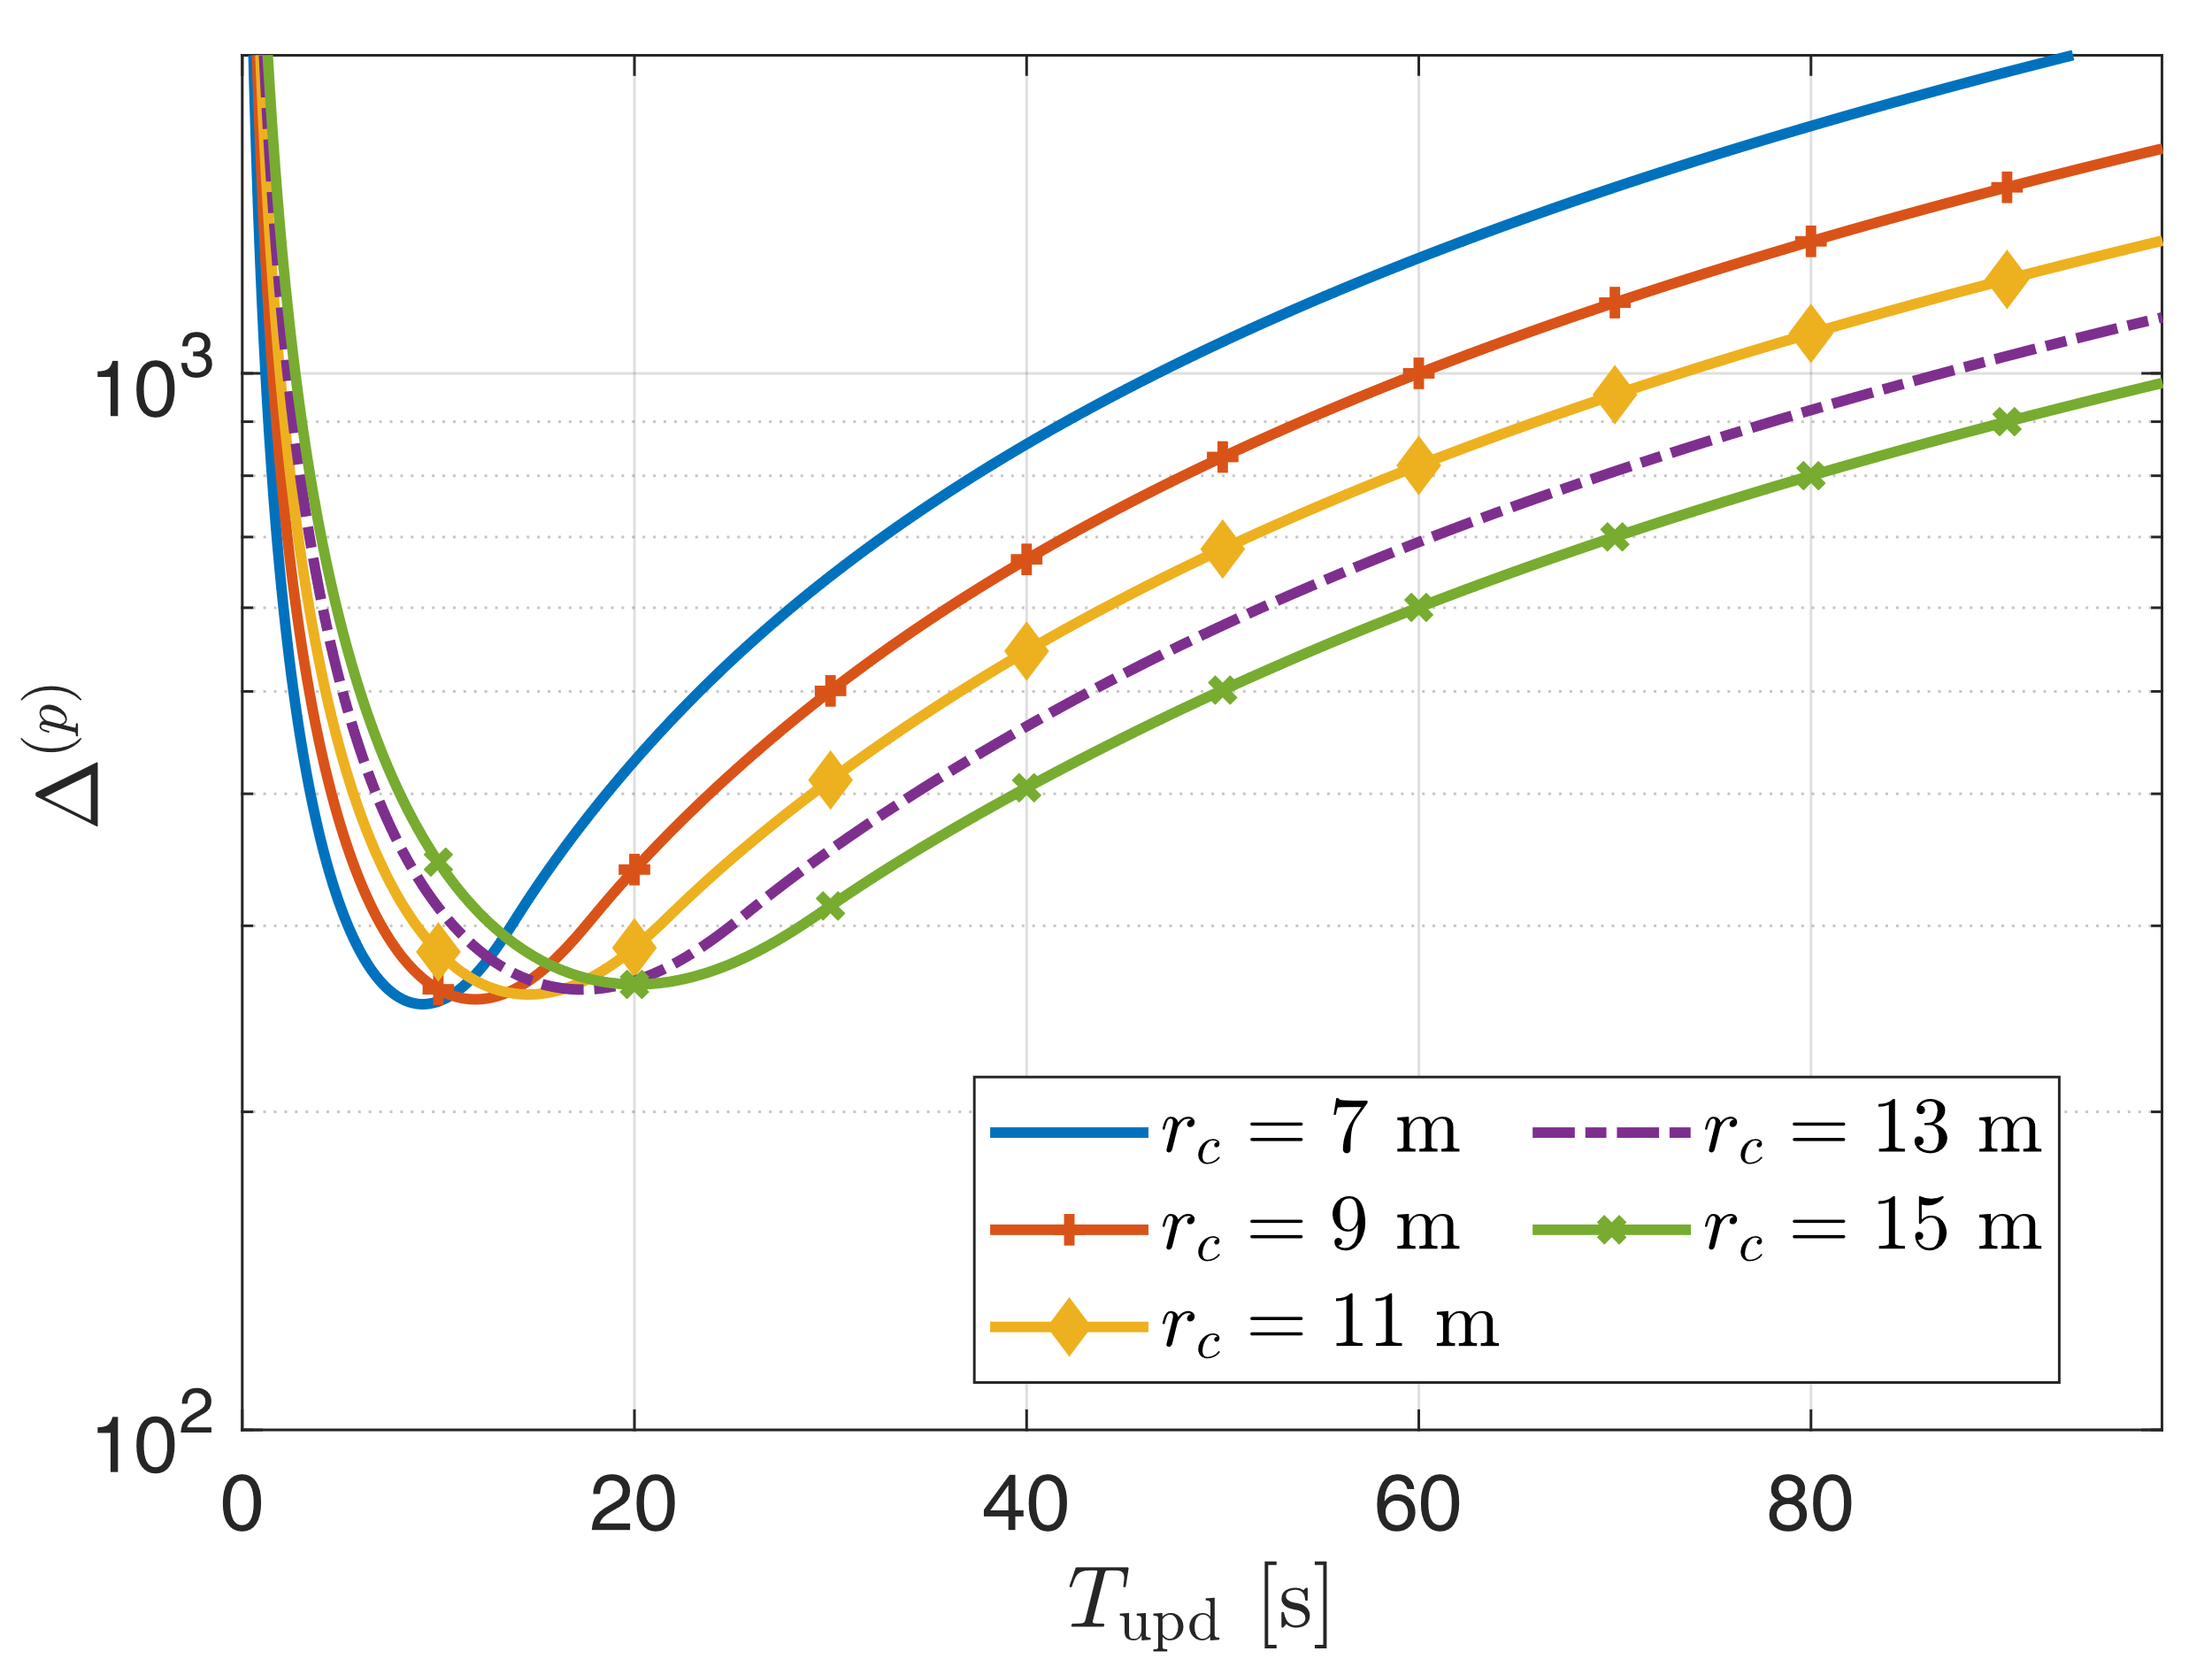 Δ^(p)
10^3
10^2
0 20 40 60 80
T_upd [s]
r_c = 7 m
r_c = 9 m
r_c = 11 m
r_c = 13 m
r_c = 15 m